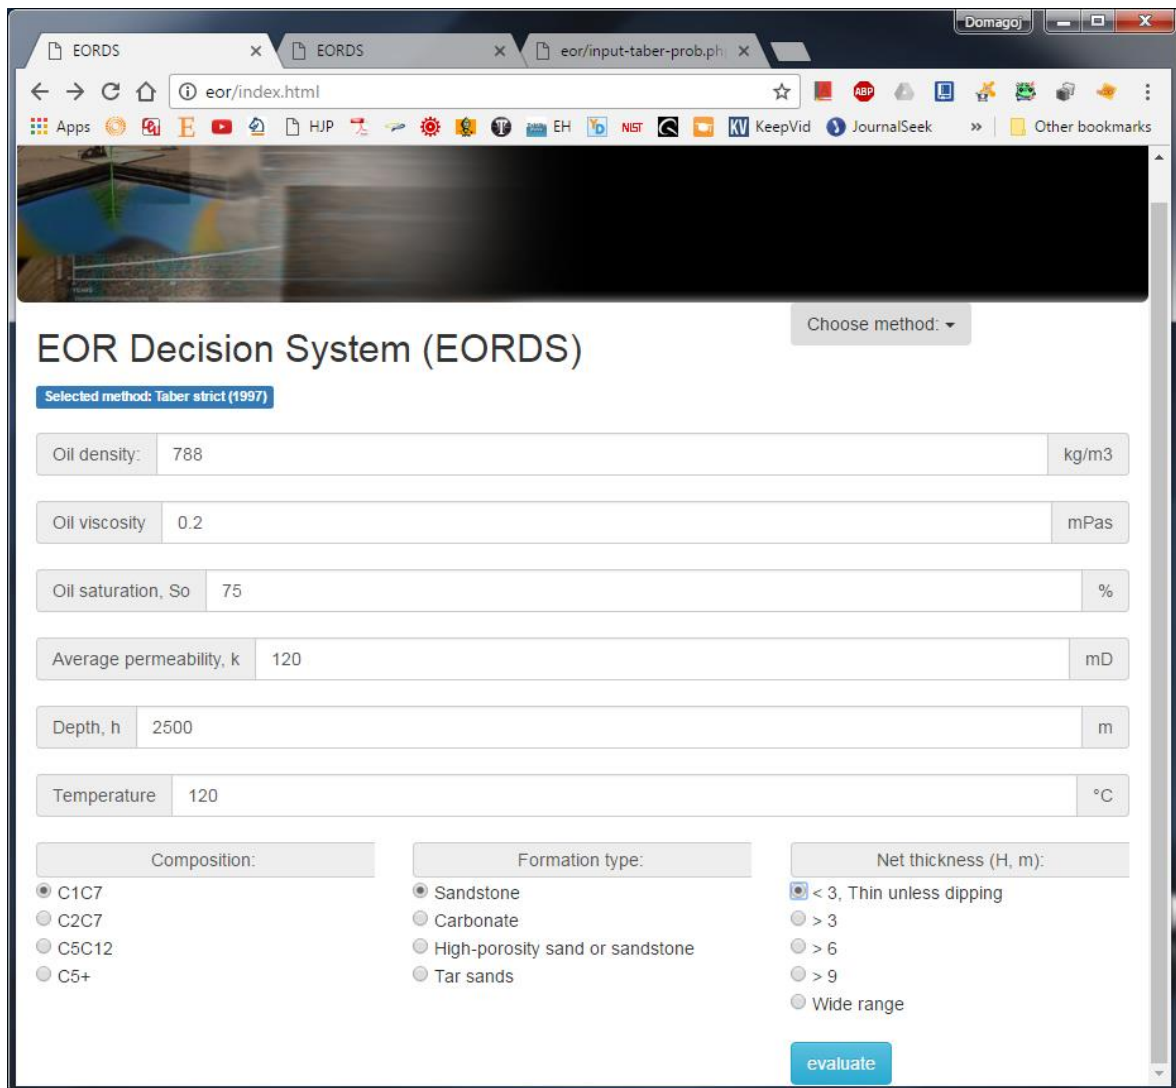 Domagoj
EORDS
EORDS
eor/input-taber-prob.ph
eor/index.html
ABP
Apps
HJP
EH
NIST
KV KeepVid
JournalSeek
»
Other bookmarks
Choose method:
EOR Decision System (EORDS)
Selected method: Taber strict (1997)
Oil density: 788 kg/m3
Oil viscosity 0.2 mPas
Oil saturation, So 75 %
Average permeability, k 120 mD
Depth, h 2500 m
Temperature 120 °C
Composition: Formation type: Net thickness (H, m):
C1C7 Sandstone < 3, Thin unless dipping
C2C7 Carbonate > 3
C5C12 High-porosity sand or sandstone > 6
C5+ Tar sands > 9
Wide range
evaluate